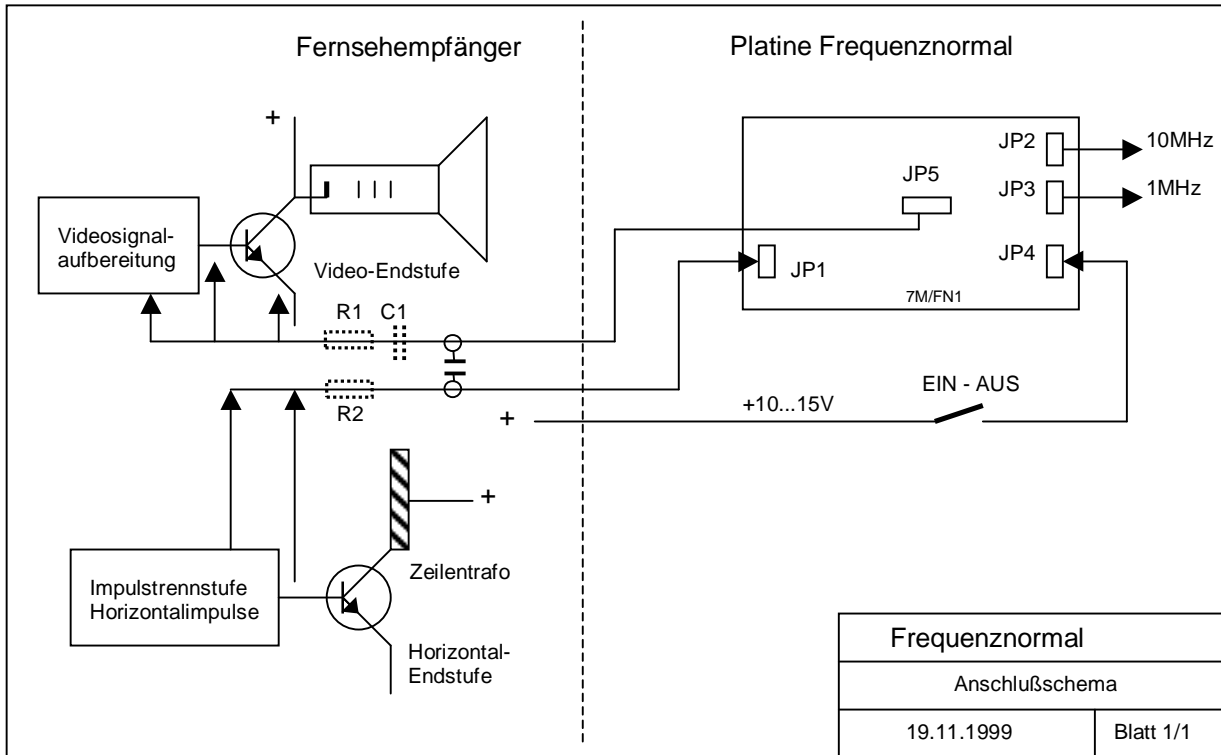 Fernsehempfänger
Platine Frequenznormal
+
JP2
10MHz
JP5
JP3
1MHz
Videosignal-
aufbereitung
Video-Endstufe
JP1
JP4
7M/FN1
R1
C1
R2
EIN - AUS
+
+10...15V
+
Zeilentrafo
Impulstrennstufe
Horizontalimpulse
Horizontal-
Endstufe
Frequenznormal
Anschlußschema
19.11.1999
Blatt 1/1